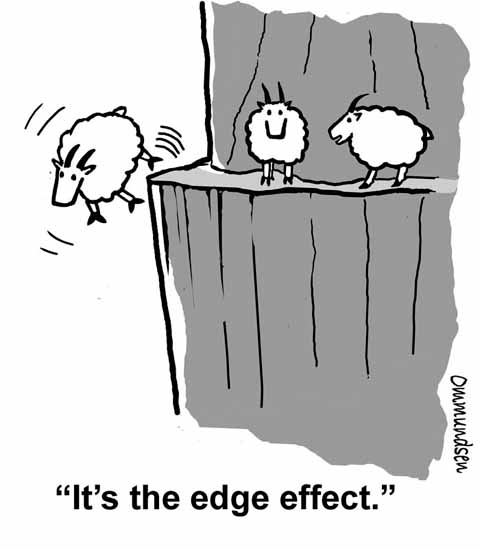 Ommundsen
“It’s the edge effect.”